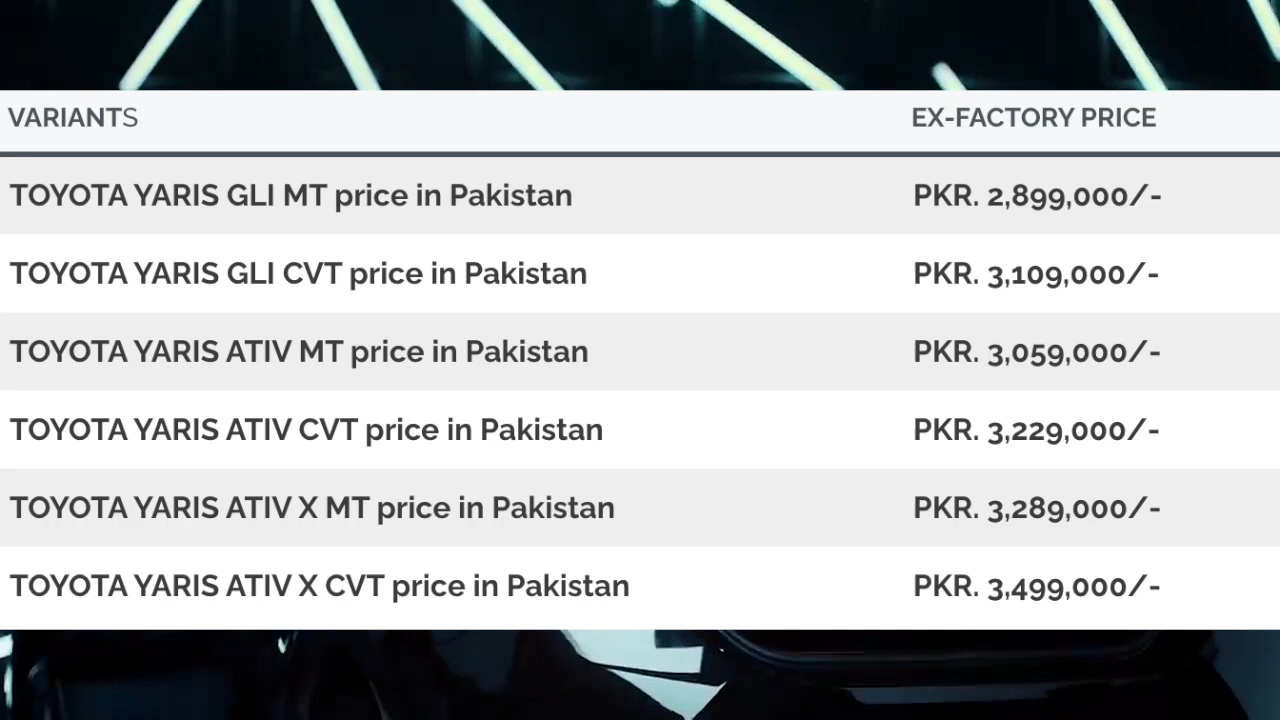 VARIANTS EX-FACTORY PRICE
TOYOTA YARIS GLI MT price in Pakistan PKR. 2,899,000/-
TOYOTA YARIS GLI CVT price in Pakistan PKR. 3,109,000/-
TOYOTA YARIS ATIV MT price in Pakistan PKR. 3,059,000/-
TOYOTA YARIS ATIV CVT price in Pakistan PKR. 3,229,000/-
TOYOTA YARIS ATIV X MT price in Pakistan PKR. 3,289,000/-
TOYOTA YARIS ATIV X CVT price in Pakistan PKR. 3,499,000/-